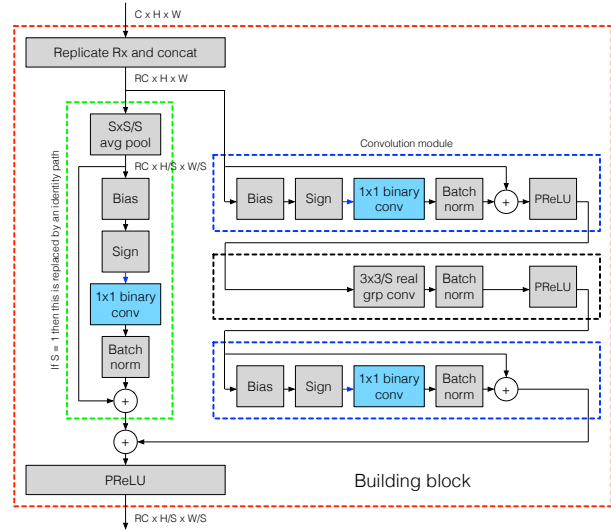 C x H x W
Replicate Rx and concat
RC x H x W
SxS/S
avg pool
RC x H/S x W/S
If S = 1 then this is replaced by an identity path
Bias
Sign
1x1 binary
conv
Batch
norm
+
+
PReLU
RC x H/S x W/S
Convolution module
Bias
Sign
1x1 binary
conv
Batch
norm
+
PReLU
3x3/S real
grp conv
Batch
norm
PReLU
Bias
Sign
1x1 binary
conv
Batch
norm
+
Building block